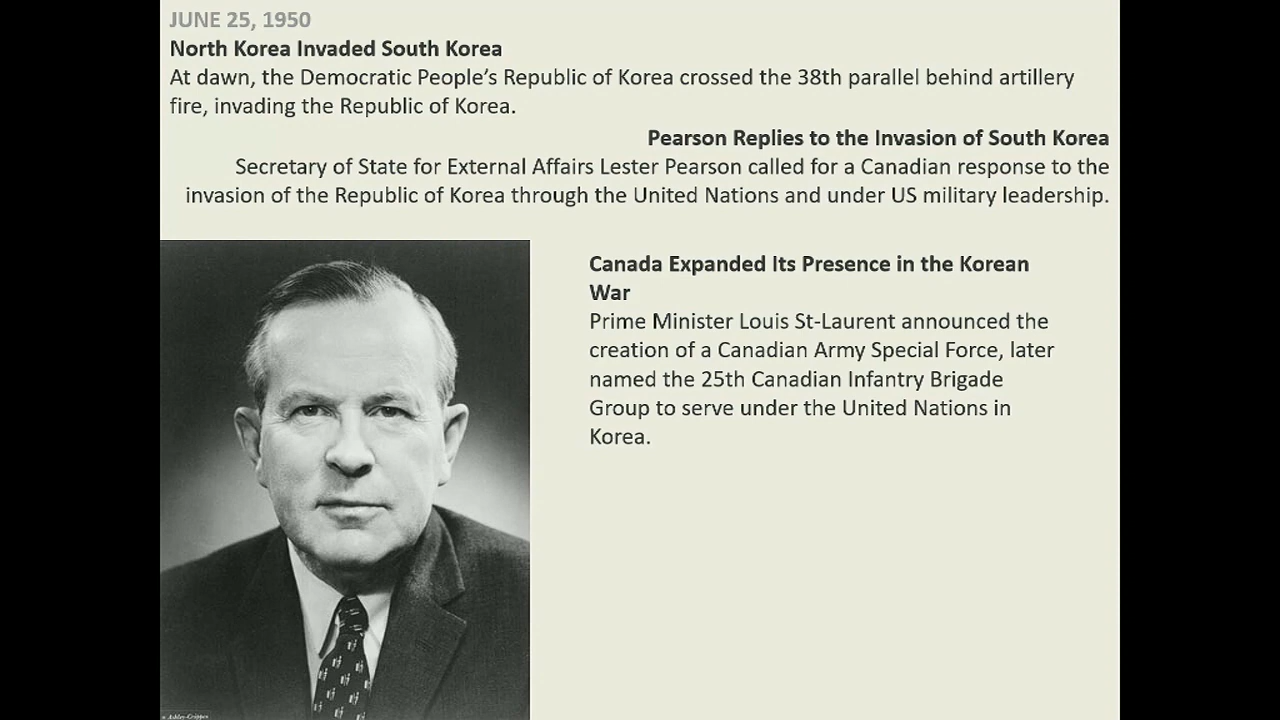 JUNE 25, 1950
North Korea Invaded South Korea
At dawn, the Democratic People’s Republic of Korea crossed the 38th parallel behind artillery
fire, invading the Republic of Korea.
Pearson Replies to the Invasion of South Korea
Secretary of State for External Affairs Lester Pearson called for a Canadian response to the
invasion of the Republic of Korea through the United Nations and under US military leadership.
Canada Expanded Its Presence in the Korean
War
Prime Minister Louis St-Laurent announced the
creation of a Canadian Army Special Force, later
named the 25th Canadian Infantry Brigade
Group to serve under the United Nations in
Korea.